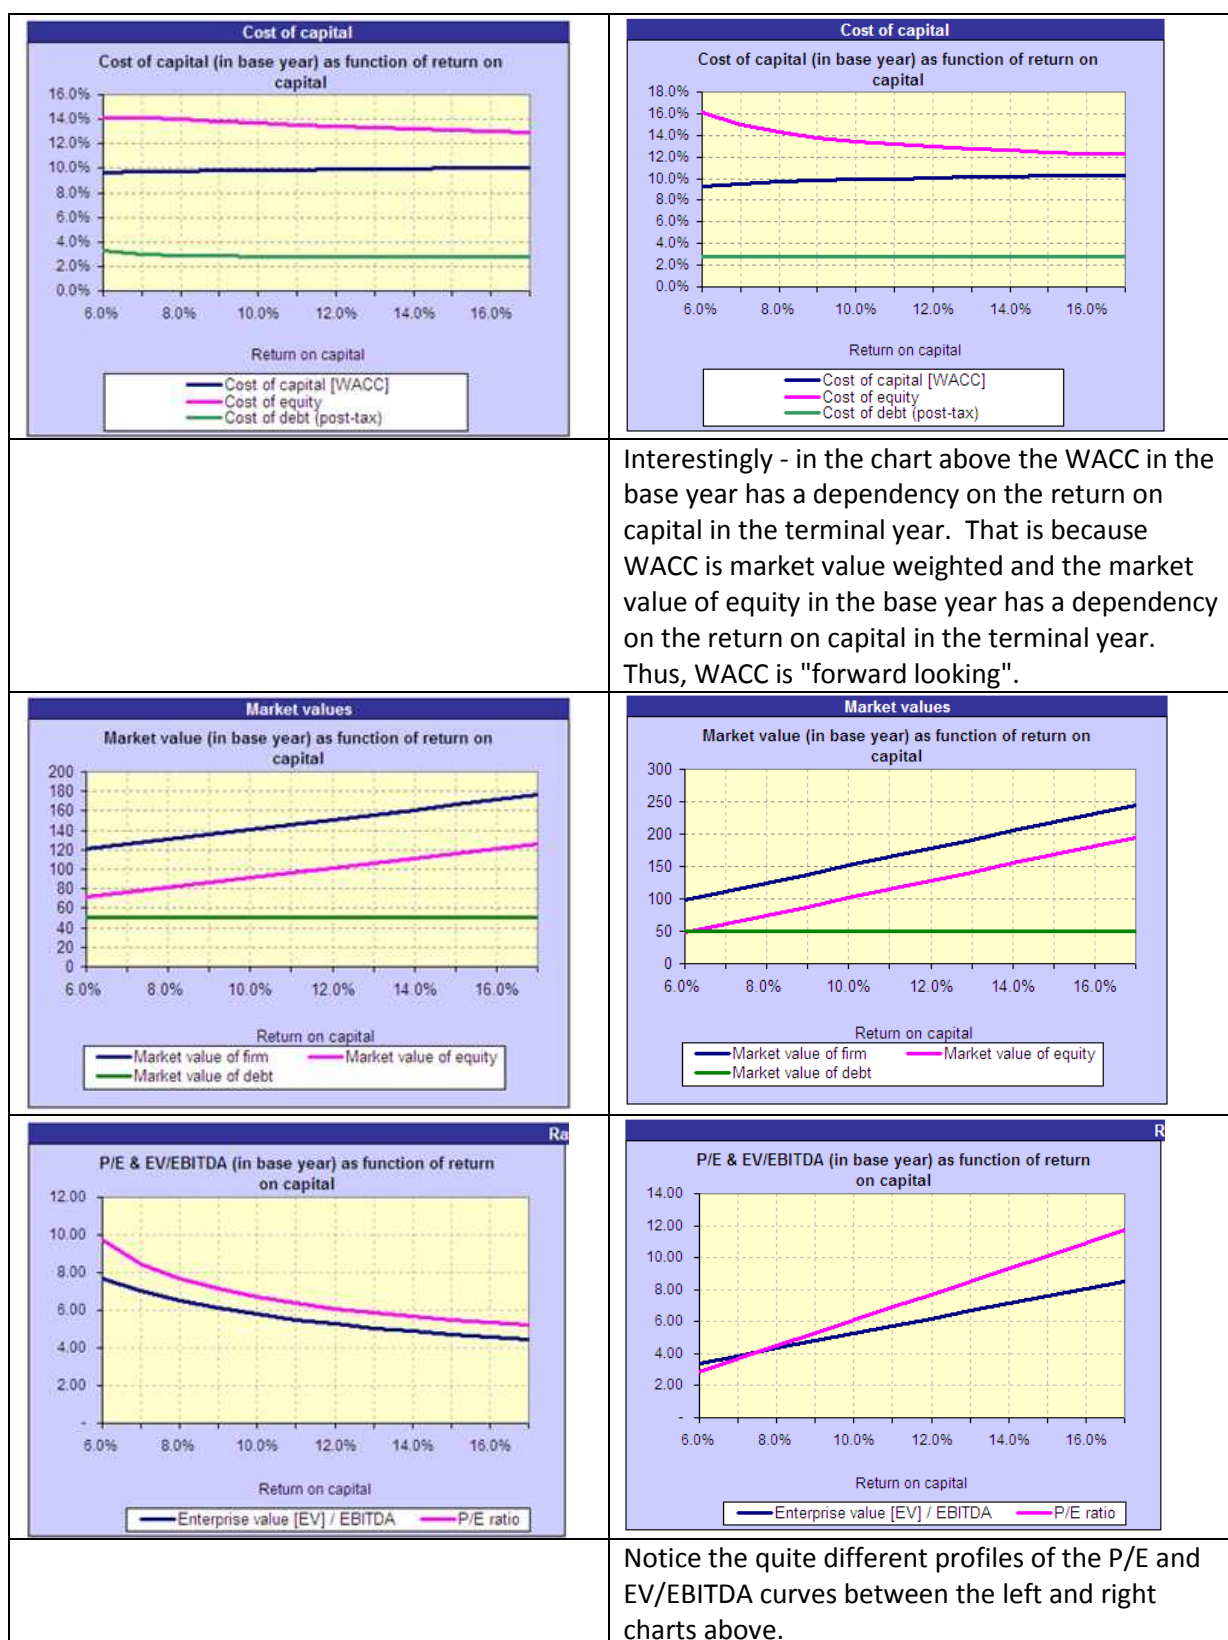 Cost of capital
Cost of capital (in base year) as function of return on
capital
16.0%
14.0%
12.0%
10.0%
8.0%
6.0%
4.0%
2.0%
0.0%
6.0% 8.0% 10.0% 12.0% 14.0% 16.0%
Return on capital
Cost of capital [WACC]
Cost of equity
Cost of debt (post-tax)
Cost of capital
Cost of capital (in base year) as function of return on
capital
18.0%
16.0%
14.0%
12.0%
10.0%
8.0%
6.0%
4.0%
2.0%
0.0%
6.0% 8.0% 10.0% 12.0% 14.0% 16.0%
Return on capital
Cost of capital [WACC]
Cost of equity
Cost of debt (post-tax)
Interestingly - in the chart above the WACC in the
base year has a dependency on the return on
capital in the terminal year. That is because
WACC is market value weighted and the market
value of equity in the base year has a dependency
on the return on capital in the terminal year.
Thus, WACC is "forward looking".
Market values
Market value (in base year) as function of return on
capital
200
180
160
140
120
100
80
60
40
20
0
6.0% 8.0% 10.0% 12.0% 14.0% 16.0%
Return on capital
Market value of firm Market value of equity
Market value of debt
Market values
Market value (in base year) as function of return on
capital
300
250
200
150
100
50
0
6.0% 8.0% 10.0% 12.0% 14.0% 16.0%
Return on capital
Market value of firm Market value of equity
Market value of debt
Ra
P/E & EV/EBITDA (in base year) as function of return
on capital
12.00
10.00
8.00
6.00
4.00
2.00
-
6.0% 8.0% 10.0% 12.0% 14.0% 16.0%
Return on capital
Enterprise value [EV] / EBITDA P/E ratio
R
P/E & EV/EBITDA (in base year) as function of return
on capital
14.00
12.00
10.00
8.00
6.00
4.00
2.00
-
6.0% 8.0% 10.0% 12.0% 14.0% 16.0%
Return on capital
Enterprise value [EV] / EBITDA P/E ratio
Notice the quite different profiles of the P/E and
EV/EBITDA curves between the left and right
charts above.